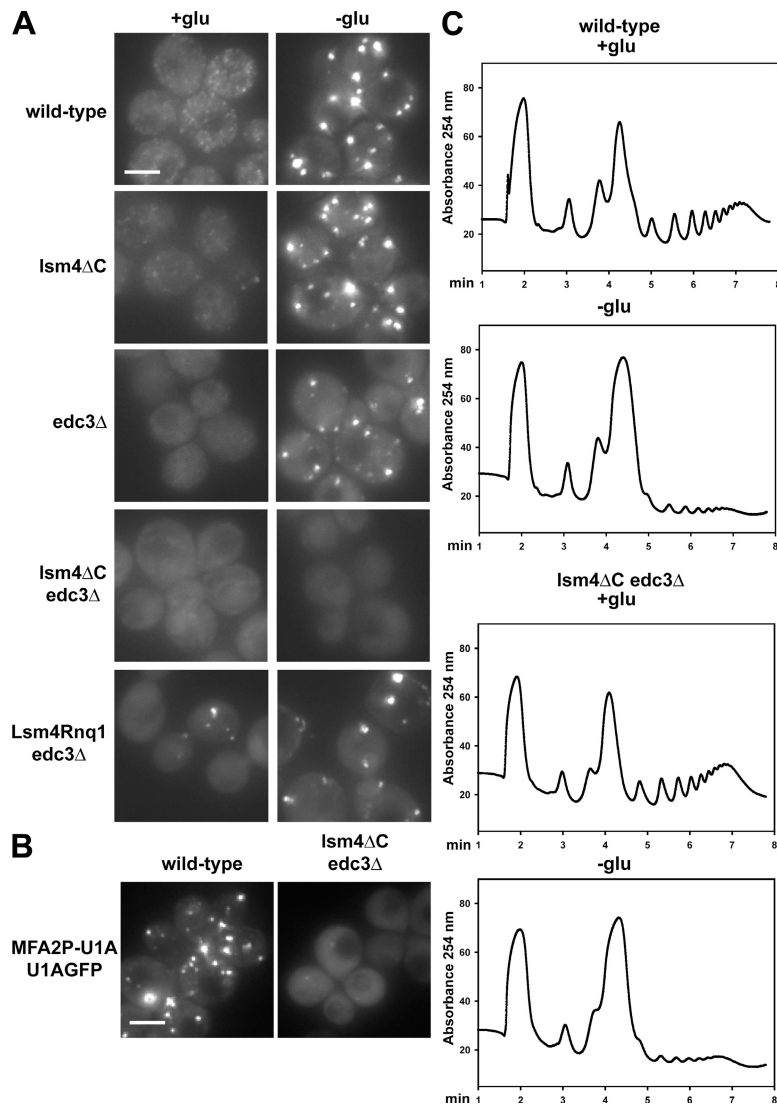 A
+glu
-glu
wild-type
lsm4ΔC
edc3Δ
lsm4ΔC
edc3Δ
Lsm4Rnq1
edc3Δ
B
wild-type
lsm4ΔC
edc3Δ
MFA2P-U1A
U1AGFP
C
wild-type
+glu
Absorbance 254 nm
80
60
40
20
min
1 2 3 4 5 6 7 8
-glu
Absorbance 254 nm
80
60
40
20
min
1 2 3 4 5 6 7 8
lsm4ΔC edc3Δ
+glu
Absorbance 254 nm
80
60
40
20
min
1 2 3 4 5 6 7 8
-glu
Absorbance 254 nm
80
60
40
20
min
1 2 3 4 5 6 7 8